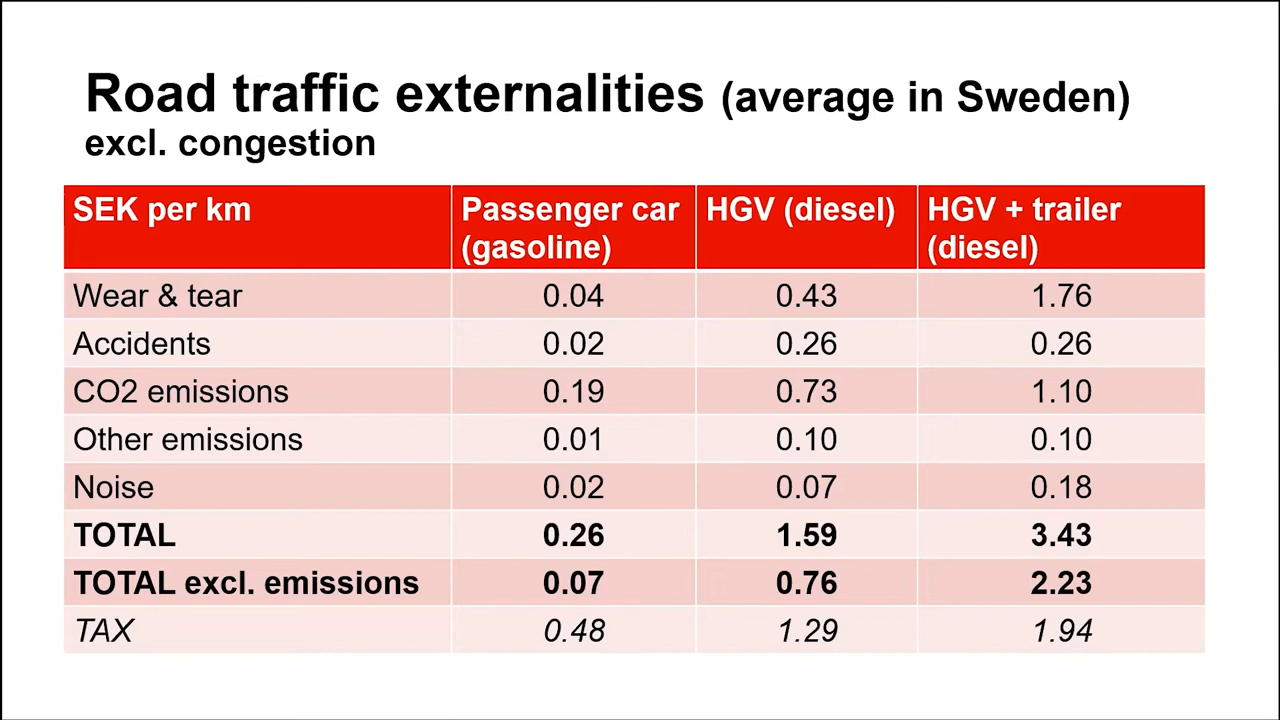 Road traffic externalities (average in Sweden)
excl. congestion
SEK per km Passenger car (gasoline) HGV (diesel) HGV + trailer (diesel)
Wear & tear 0.04 0.43 1.76
Accidents 0.02 0.26 0.26
CO2 emissions 0.19 0.73 1.10
Other emissions 0.01 0.10 0.10
Noise 0.02 0.07 0.18
TOTAL 0.26 1.59 3.43
TOTAL excl. emissions 0.07 0.76 2.23
TAX 0.48 1.29 1.94